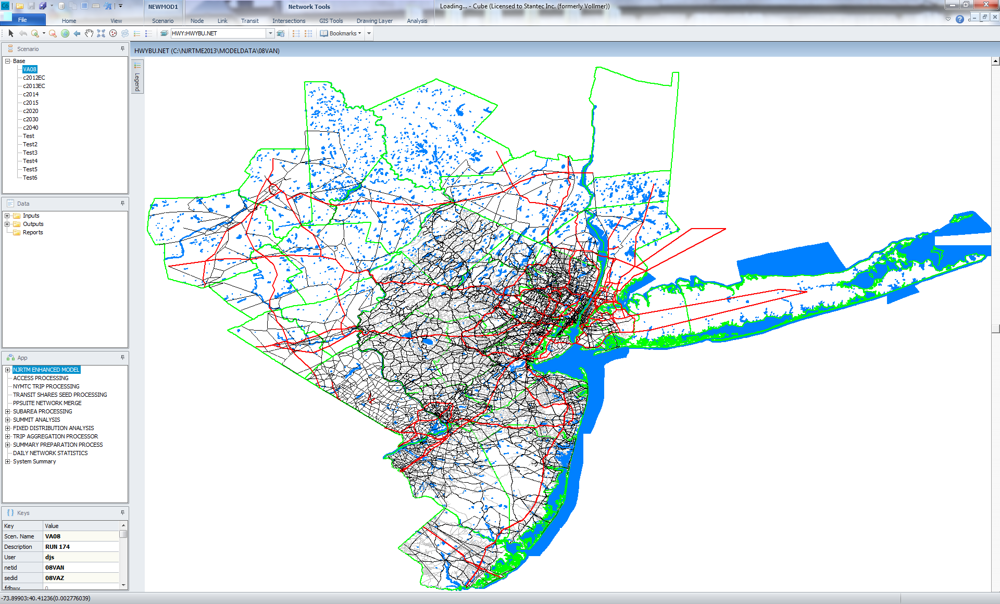 NEWMOD1
Network Tools
Loading... - Cube (Licensed to Stantec Inc. (formerly Vollmer))
File
Home
View
Scenario
Node
Link
Transit
Intersections
GIS Tools
Drawing Layer
Analysis
HWY:HWYBU.NET
Bookmarks
Scenario
HWYBU.NET (C:\NJRTME2013\MODELDATA\08VAN)
Legend
Base
VA08
c2012EC
c2013EC
c2014
c2015
c2020
c2030
c2040
Test
Test2
Test3
Test4
Test5
Test6
Data
Inputs
Outputs
Reports
App
NJRTM ENHANCED MODEL
ACCESS PROCESSING
NYMTC TRIP PROCESSING
TRANSIT SHARES SEED PROCESSING
PPSUITE NETWORK MERGE
SUBAREA PROCESSING
SUMMIT ANALYSIS
FIXED DISTRIBUTION ANALYSIS
TRIP AGGREGATION PROCESSOR
SUMMARY PREPARATION PROCESS
DAILY NETWORK STATISTICS
System Summary
Keys
Key Value
Scen. Name VA08
Description RUN 174
User djs
netid 08VAN
sedid 08VAZ
-73.89903:40.41236(0.002776039)